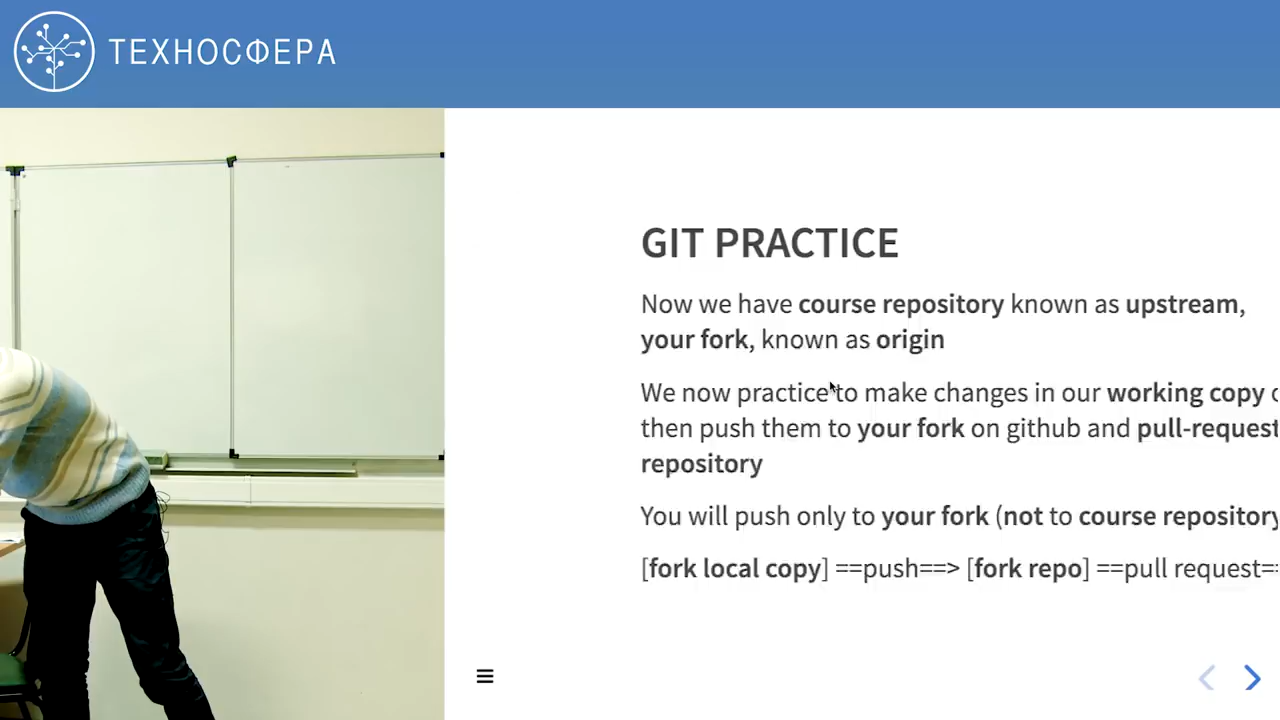 ТЕХНОСФЕРА
GIT PRACTICE
Now we have course repository known as upstream,
your fork, known as origin
We now practice to make changes in our working copy
then push them to your fork on github and pull-request
repository
You will push only to your fork (not to course repository
[fork local copy] ==push==> [fork repo] ==pull request==